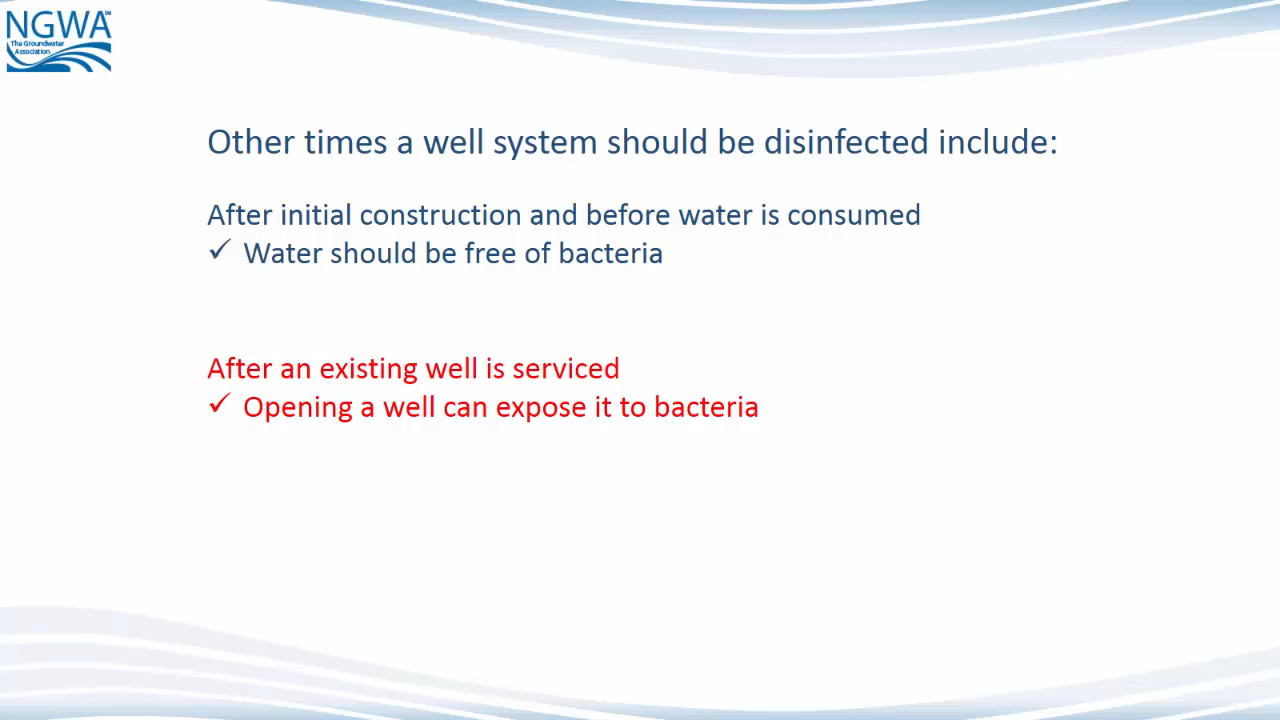 NGWA
The Groundwater
Association
Other times a well system should be disinfected include:
After initial construction and before water is consumed
✓ Water should be free of bacteria
After an existing well is serviced
✓ Opening a well can expose it to bacteria